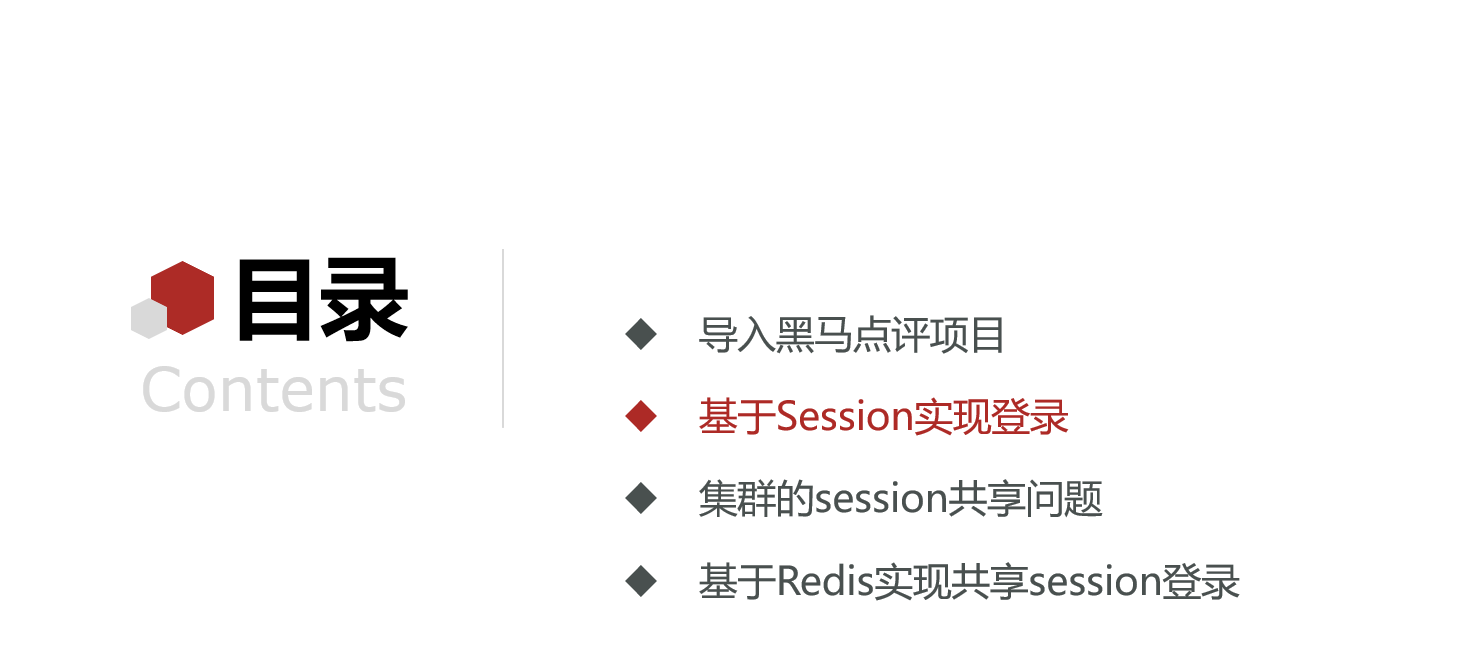 目录
Contents
导入黑马点评项目
基于Session实现登录
集群的session共享问题
基于Redis实现共享session登录